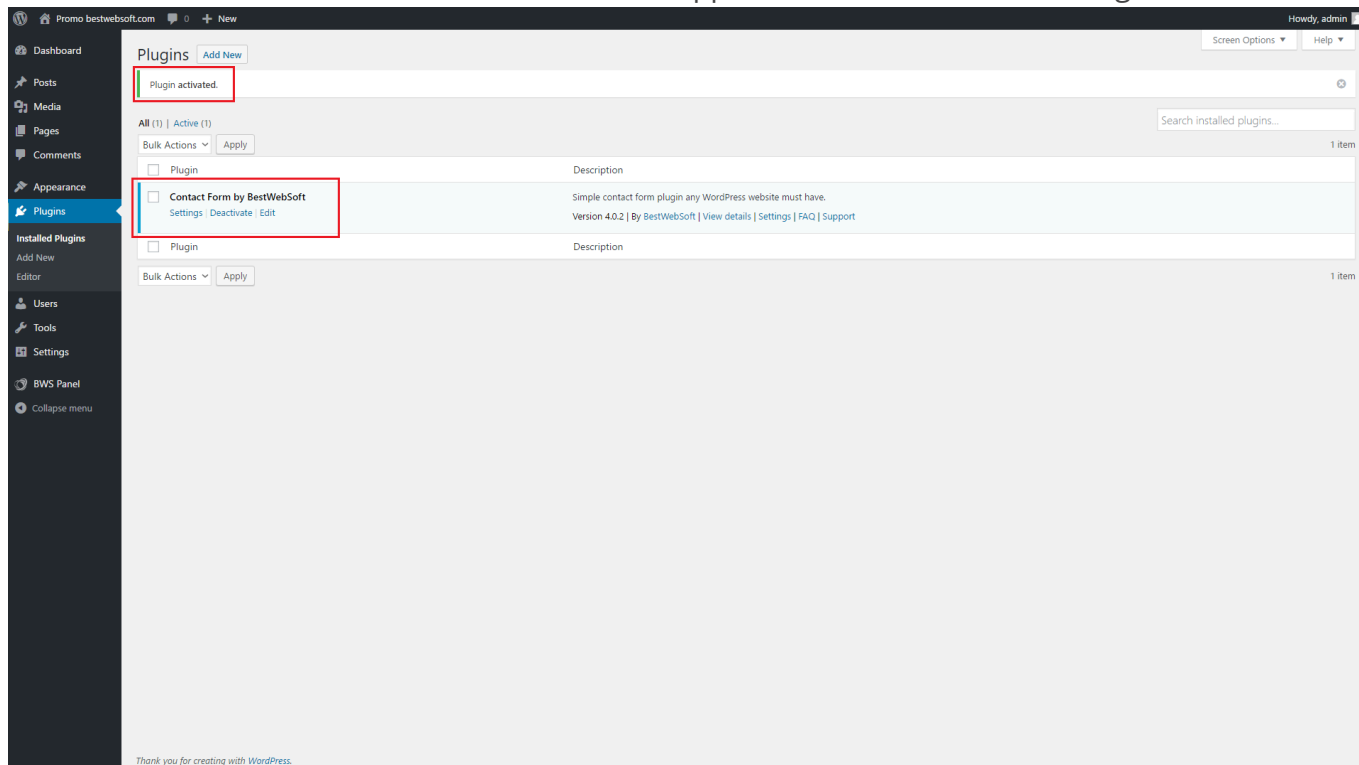 Promo bestwebsoft.com 0 + New Howdy, admin
Screen Options ▼ Help ▼
Dashboard
Posts
Media
Pages
Comments
Appearance
Plugins
Installed Plugins
Add New
Editor
Users
Tools
Settings
BWS Panel
Collapse menu
Plugins Add New
Plugin activated.
All (1) | Active (1)
Search installed plugins...
Bulk Actions Apply
1 item
Plugin Description
Contact Form by BestWebSoft
Settings | Deactivate | Edit
Simple contact form plugin any WordPress website must have.
Version 4.0.2 | By BestWebSoft | View details | Settings | FAQ | Support
Plugin Description
Bulk Actions Apply
1 item
Thank you for creating with WordPress.